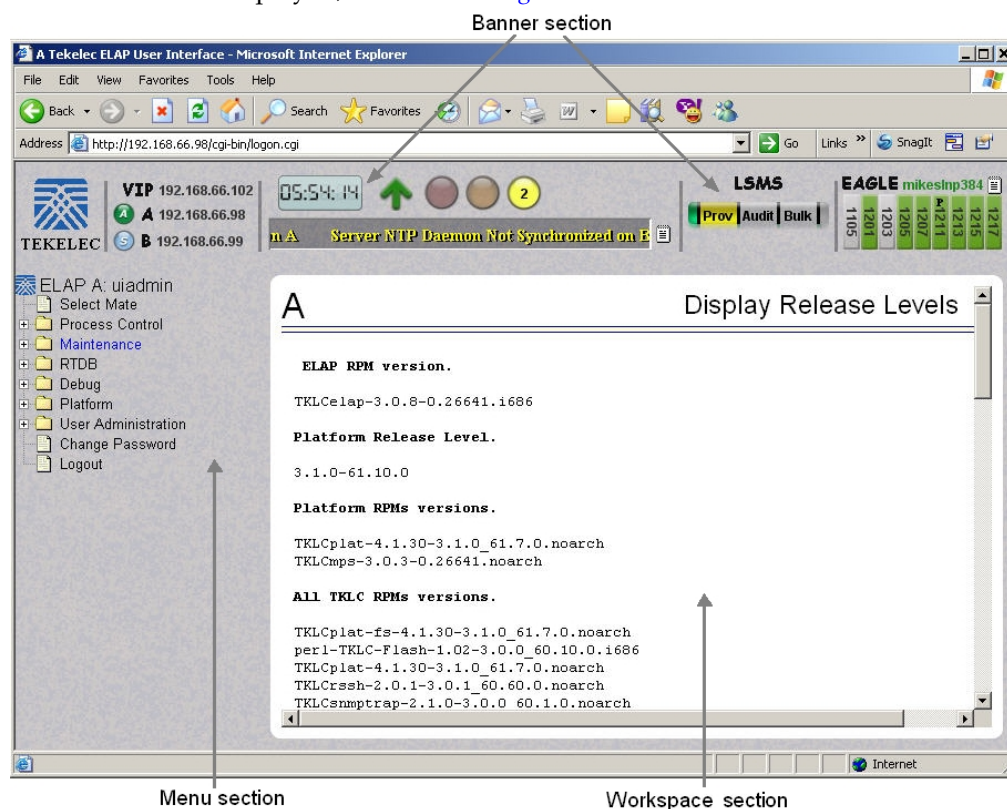 Banner section
A Tekelec ELAP User Interface - Microsoft Internet Explorer
File Edit View Favorites Tools Help
Back Search Favorites
Address http://192.168.66.98/cgi-bin/logon.cgi Go Links » SnagIt
TEKELEC
VIP 192.168.66.102
A A 192.168.66.98
S B 192.168.66.99
05:54:14 2
n A Server NTP Daemon Not Synchronized on B
LSMS
Prov Audit Bulk
EAGLE mikeslnp384
P
1105 1201 1203 1205 1207 1211 1213 1215 1217
ELAP A: uiadmin
Select Mate
Process Control
Maintenance
RTDB
Debug
Platform
User Administration
Change Password
Logout
A Display Release Levels
ELAP RPM version.
TKLCelap-3.0.8-0.26641.i686
Platform Release Level.
3.1.0-61.10.0
Platform RPMs versions.
TKLCplat-4.1.30-3.1.0_61.7.0.noarch
TKLCmps-3.0.3-0.26641.noarch
All TKLC RPMs versions.
TKLCplat-fs-4.1.30-3.1.0_61.7.0.noarch
perl-TKLC-Flash-1.02-3.0.0_60.10.0.i686
TKLCplat-4.1.30-3.1.0_61.7.0.noarch
TKLCrssh-2.0.1-3.0.1_60.60.0.noarch
TKLCsnmptrap-2.1.0-3.0.0_60.1.0.noarch
Internet
Menu section
Workspace section